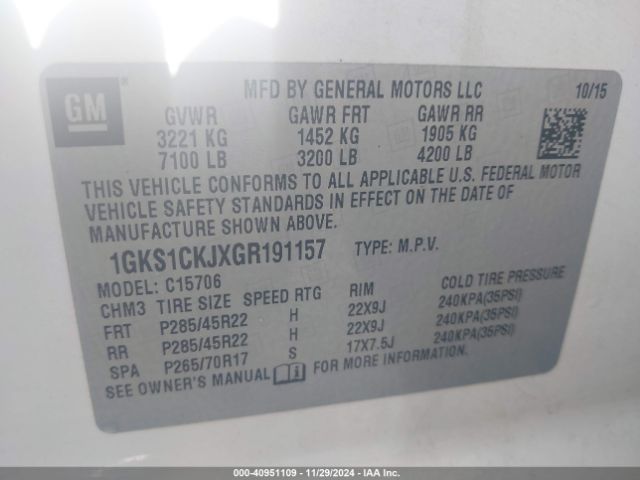 GM
MFD BY GENERAL MOTORS LLC 10/15
GVWR GAWR FRT GAWR RR
3221 KG 1452 KG 1905 KG
7100 LB 3200 LB 4200 LB
THIS VEHICLE CONFORMS TO ALL APPLICABLE U.S. FEDERAL MOTOR
VEHICLE SAFETY STANDARDS IN EFFECT ON THE DATE OF
MANUFACTURE SHOWN ABOVE.
1GKS1CKJXGR191157 TYPE: M.P.V.
MODEL: C15706
CHM3 TIRE SIZE SPEED RTG RIM COLD TIRE PRESSURE
FRT P285/45R22 H 22X9J 240KPA(35PSI)
RR P285/45R22 H 22X9J 240KPA(35PSI)
SPA P265/70R17 S 17X7.5J 240KPA(35PSI)
SEE OWNER'S MANUAL FOR MORE INFORMATION.
000-40951109 - 11/29/2024 - IAA Inc.